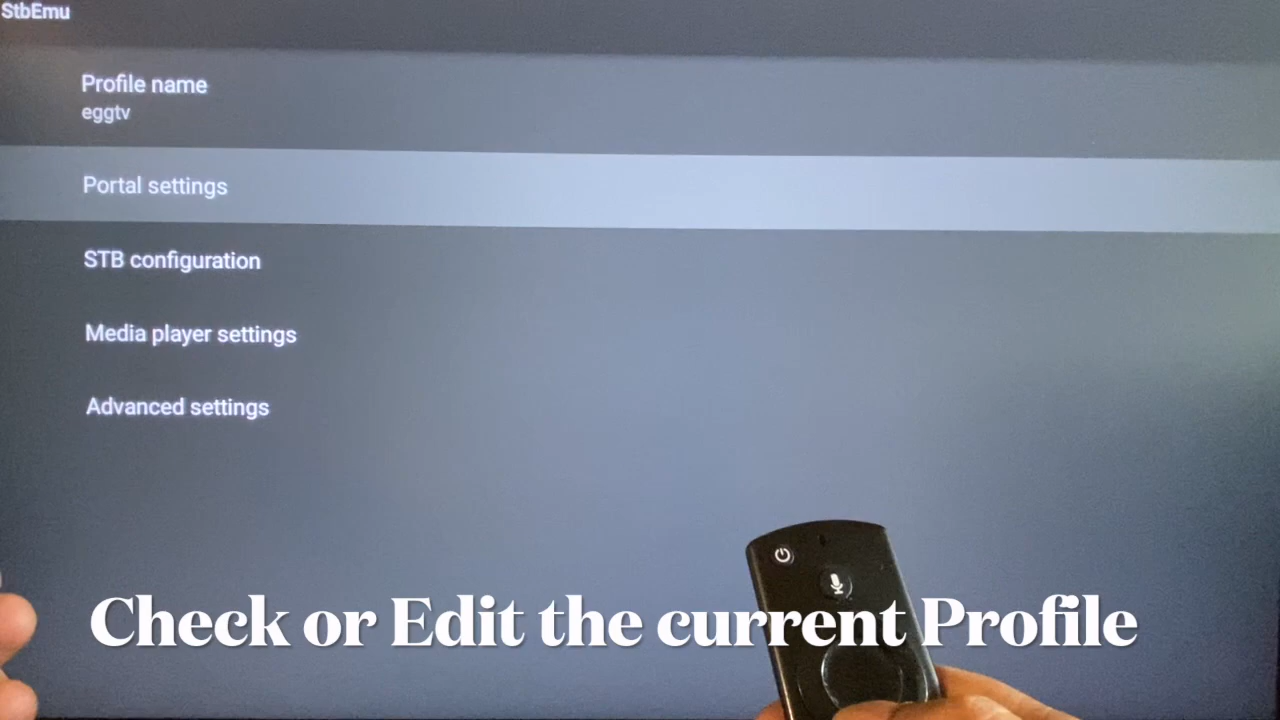 StbEmu
Profile name
eggtv
Portal settings
STB configuration
Media player settings
Advanced settings
Check or Edit the current Profile